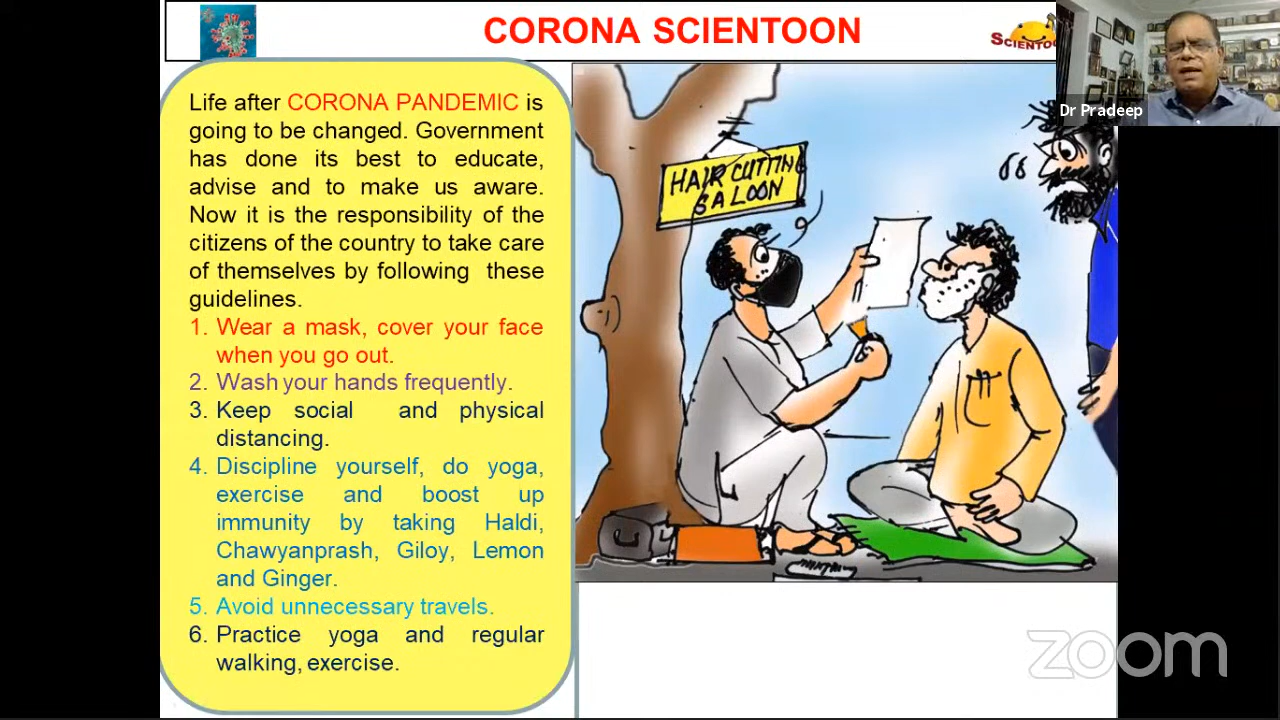 CORONA SCIENTOON
Dr Pradeep
Life after CORONA PANDEMIC is
going to be changed. Government
has done its best to educate,
advise and to make us aware.
Now it is the responsibility of the
citizens of the country to take care
of themselves by following these
guidelines.
1. Wear a mask, cover your face
when you go out.
2. Wash your hands frequently.
3. Keep social and physical
distancing.
4. Discipline yourself, do yoga,
exercise and boost up
immunity by taking Haldi,
Chawyanprash, Giloy, Lemon
and Ginger.
5. Avoid unnecessary travels.
6. Practice yoga and regular
walking, exercise.
HAIR CUTTING
SALOON
zoom